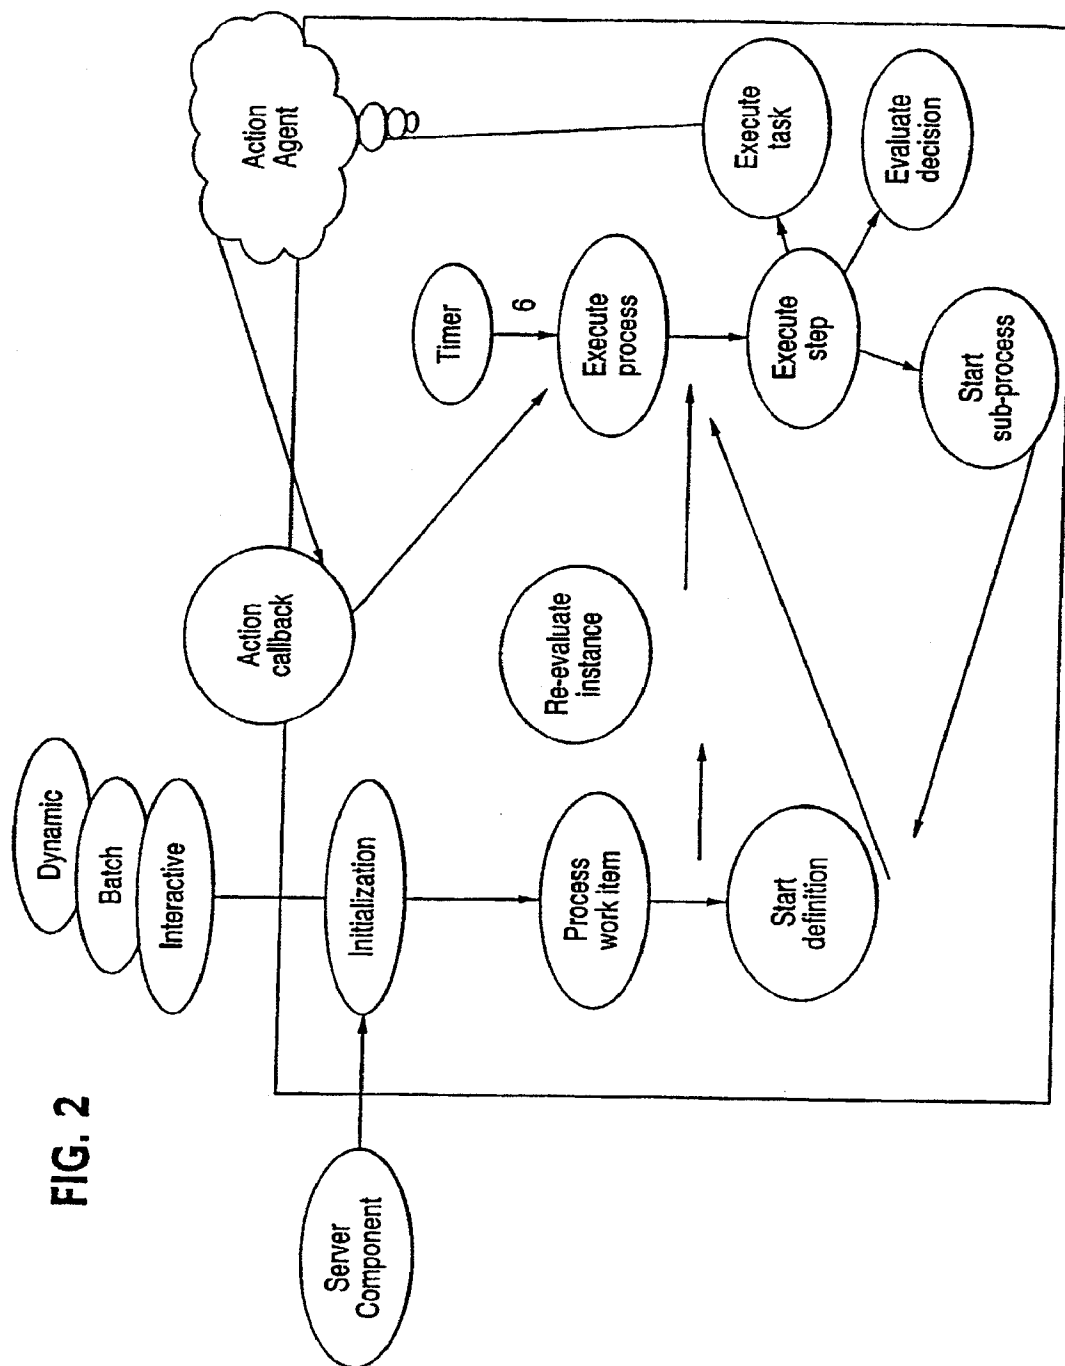 FIG. 2
Dynamic
Batch
Interactive
Action
Agent
Action
callback
Server
Component
Initialization
Timer
6
Process
work item
Re-evaluate
instance
Execute
process
Execute
task
Start
definition
Execute
step
Evaluate
decision
Start
sub-process